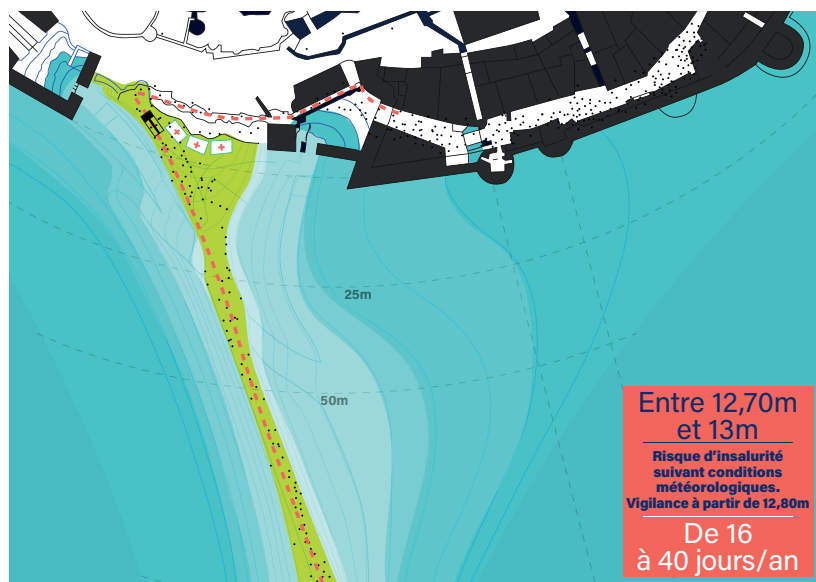 25m
50m
Entre 12,70m
et 13m
Risque d'insalurité
suivant conditions
météorologiques.
Vigilance à partir de 12,80m
De 16
à 40 jours/an